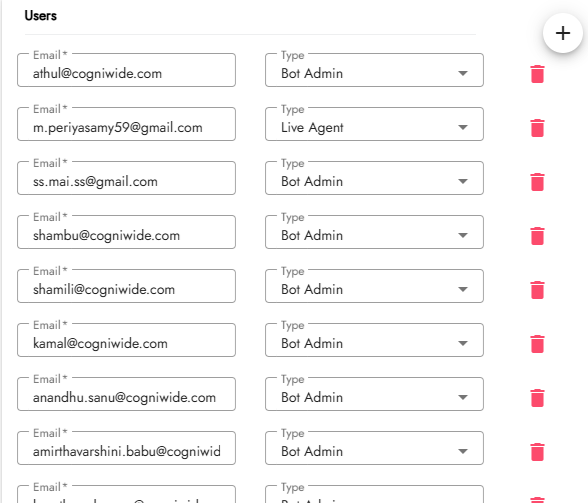 Users
Email*
Type
athul@cogniwide.com
Bot Admin
Email*
Type
m.periyasamy59@gmail.com
Live Agent
Email*
Type
ss.mai.ss@gmail.com
Bot Admin
Email*
Type
shambu@cogniwide.com
Bot Admin
Email*
Type
shamili@cogniwide.com
Bot Admin
Email*
Type
kamal@cogniwide.com
Bot Admin
Email*
Type
anandhu.sanu@cogniwide.com
Bot Admin
Email*
Type
amirthavarshini.babu@cogniwid
Bot Admin
Email*
Type